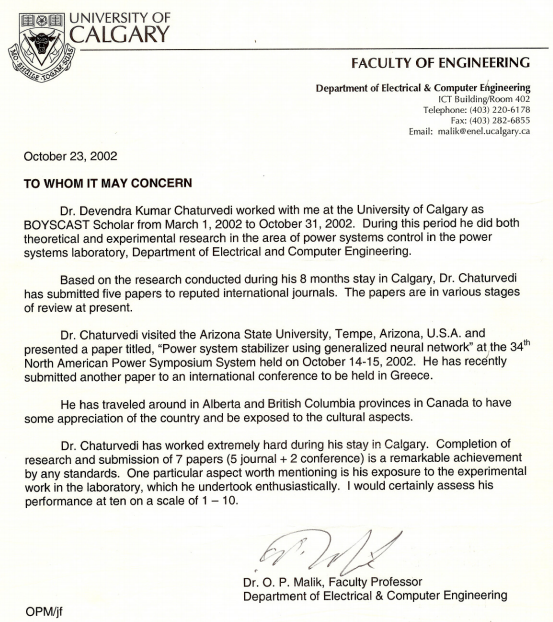 UNIVERSITY OF
CALGARY
MO SHÙILE TOGAM SUAS
FACULTY OF ENGINEERING
Department of Electrical & Computer Engineering
ICT Building/Room 402
Telephone: (403) 220-6178
Fax: (403) 282-6855
Email: malik@enel.ucalgary.ca
October 23, 2002
TO WHOM IT MAY CONCERN
Dr. Devendra Kumar Chaturvedi worked with me at the University of Calgary as
BOYSCAST Scholar from March 1, 2002 to October 31, 2002. During this period he did both
theoretical and experimental research in the area of power systems control in the power
systems laboratory, Department of Electrical and Computer Engineering.
Based on the research conducted during his 8 months stay in Calgary, Dr. Chaturvedi
has submitted five papers to reputed international journals. The papers are in various stages
of review at present.
Dr. Chaturvedi visited the Arizona State University, Tempe, Arizona, U.S.A. and
presented a paper titled, “Power system stabilizer using generalized neural network” at the 34th
North American Power Symposium System held on October 14-15, 2002. He has recently
submitted another paper to an international conference to be held in Greece.
He has traveled around in Alberta and British Columbia provinces in Canada to have
some appreciation of the country and be exposed to the cultural aspects.
Dr. Chaturvedi has worked extremely hard during his stay in Calgary. Completion of
research and submission of 7 papers (5 journal + 2 conference) is a remarkable achievement
by any standards. One particular aspect worth mentioning is his exposure to the experimental
work in the laboratory, which he undertook enthusiastically. I would certainly assess his
performance at ten on a scale of 1 – 10.
Dr. O. P. Malik, Faculty Professor
Department of Electrical & Computer Engineering
OPM/jf